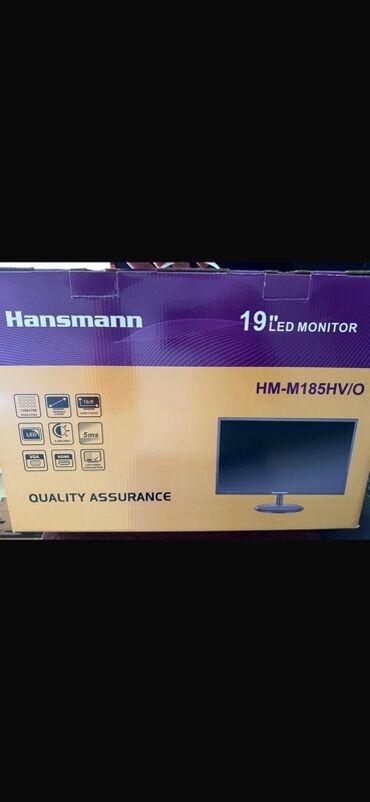 Hansmann
19" LED MONITOR
HM-M185HV/O
16:9
LED
5ms
VGA
HDMI
QUALITY ASSURANCE